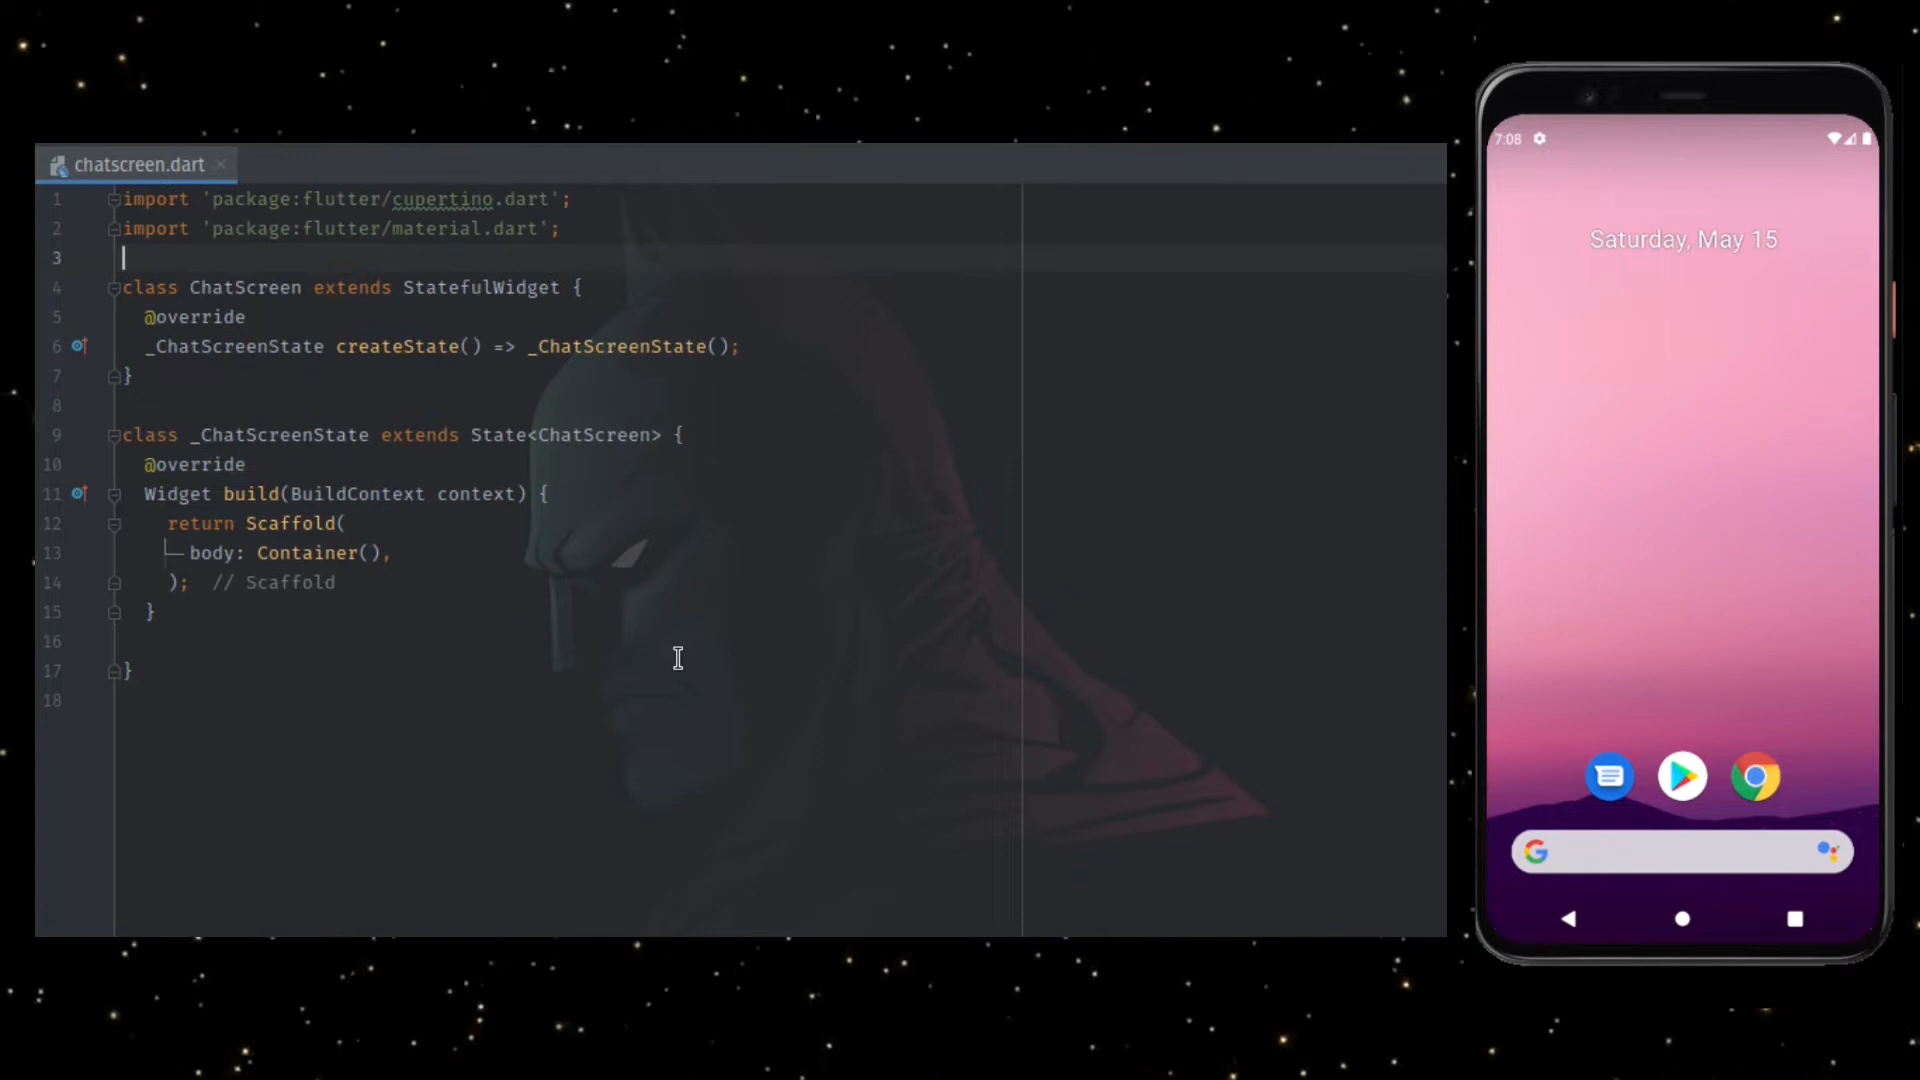 chatscreen.dart
1 import 'package:flutter/cupertino.dart';
2 import 'package:flutter/material.dart';
3
4 class ChatScreen extends StatefulWidget {
5 @override
6 _ChatScreenState createState() => _ChatScreenState();
7 }
8
9 class _ChatScreenState extends State<ChatScreen> {
10 @override
11 Widget build(BuildContext context) {
12 return Scaffold(
13 body: Container(),
14 ); // Scaffold
15 }
16
17 }
18
7:08
Saturday, May 15